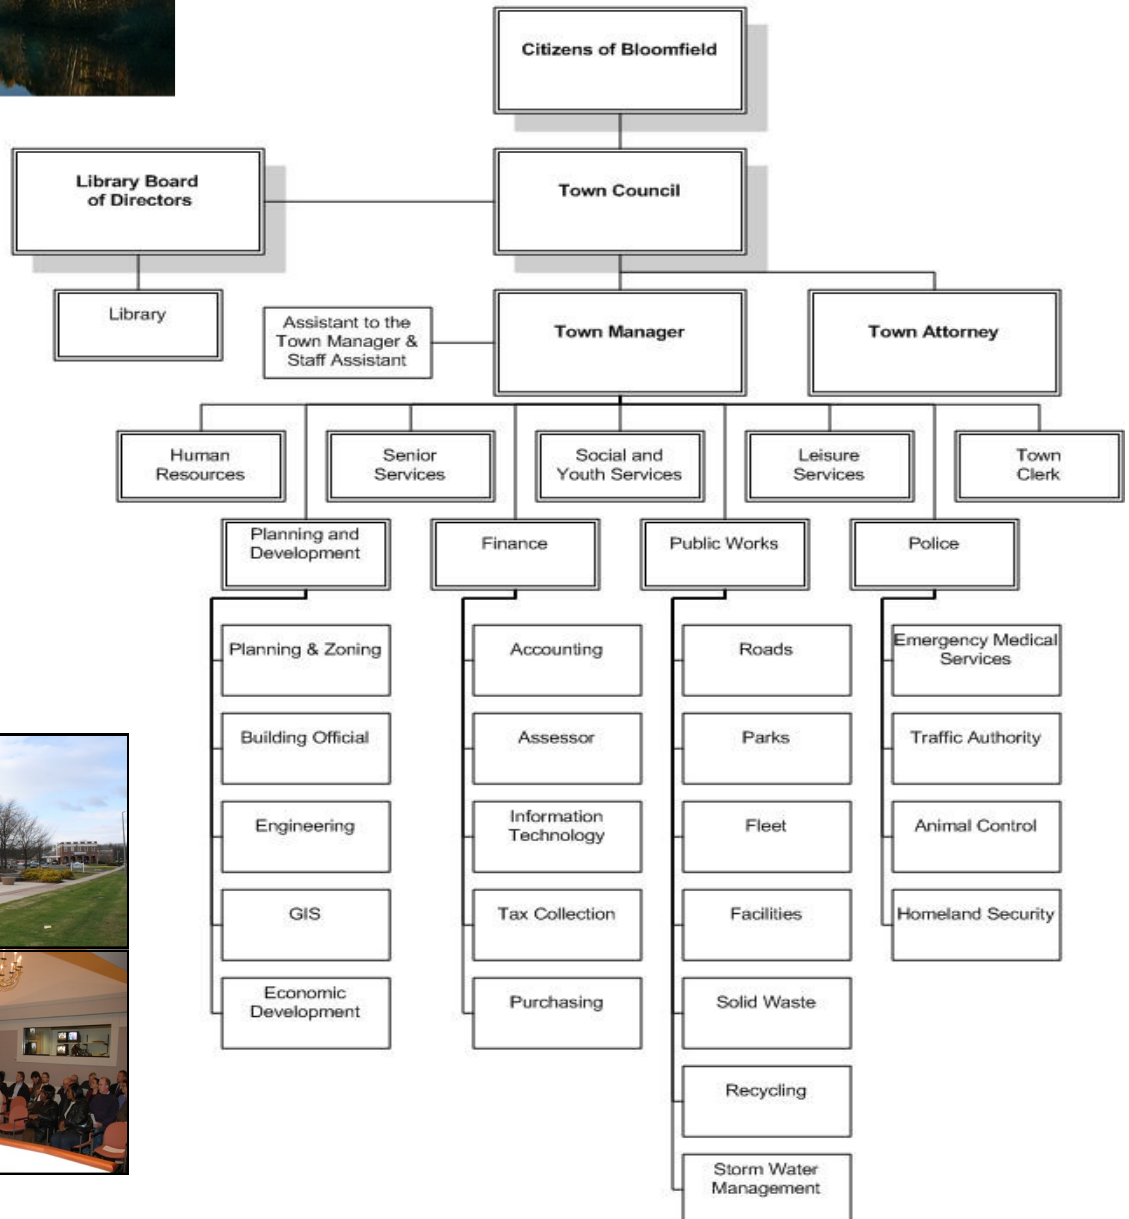 Citizens of Bloomfield
Library Board
of Directors
Town Council
Library
Assistant to the
Town Manager &
Staff Assistant
Town Manager
Town Attorney
Human
Resources
Senior
Services
Social and
Youth Services
Leisure
Services
Town
Clerk
Planning and
Development
Finance
Public Works
Police
Planning & Zoning
Accounting
Roads
Emergency Medical
Services
Building Official
Assessor
Parks
Traffic Authority
Engineering
Information
Technology
Fleet
Animal Control
GIS
Tax Collection
Facilities
Homeland Security
Economic
Development
Purchasing
Solid Waste
Recycling
Storm Water
Management